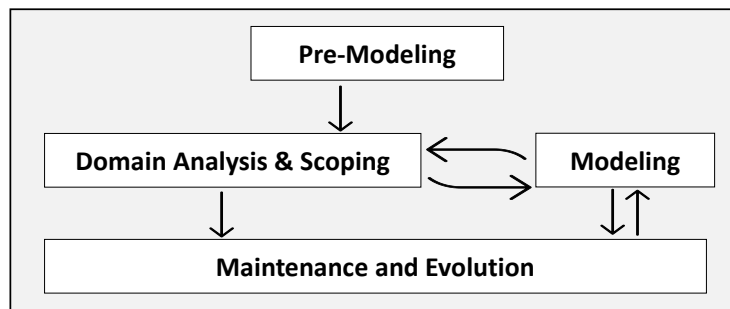 Pre-Modeling
Domain Analysis & Scoping
Modeling
Maintenance and Evolution